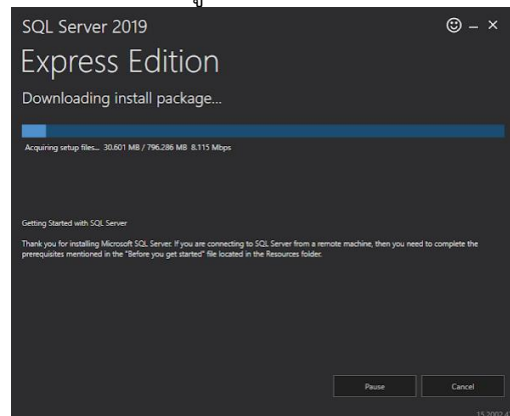 SQL Server 2019
Express Edition
Downloading install package...
Acquiring setup files... 30.601 MB / 796.286 MB 8.115 Mbps
Getting Started with SQL Server
Thank you for installing Microsoft SQL Server. If you are connecting to SQL Server from a remote machine, then you need to complete the
prerequisites mentioned in the "Before you get started" file located in the Resources folder.
Pause Cancel